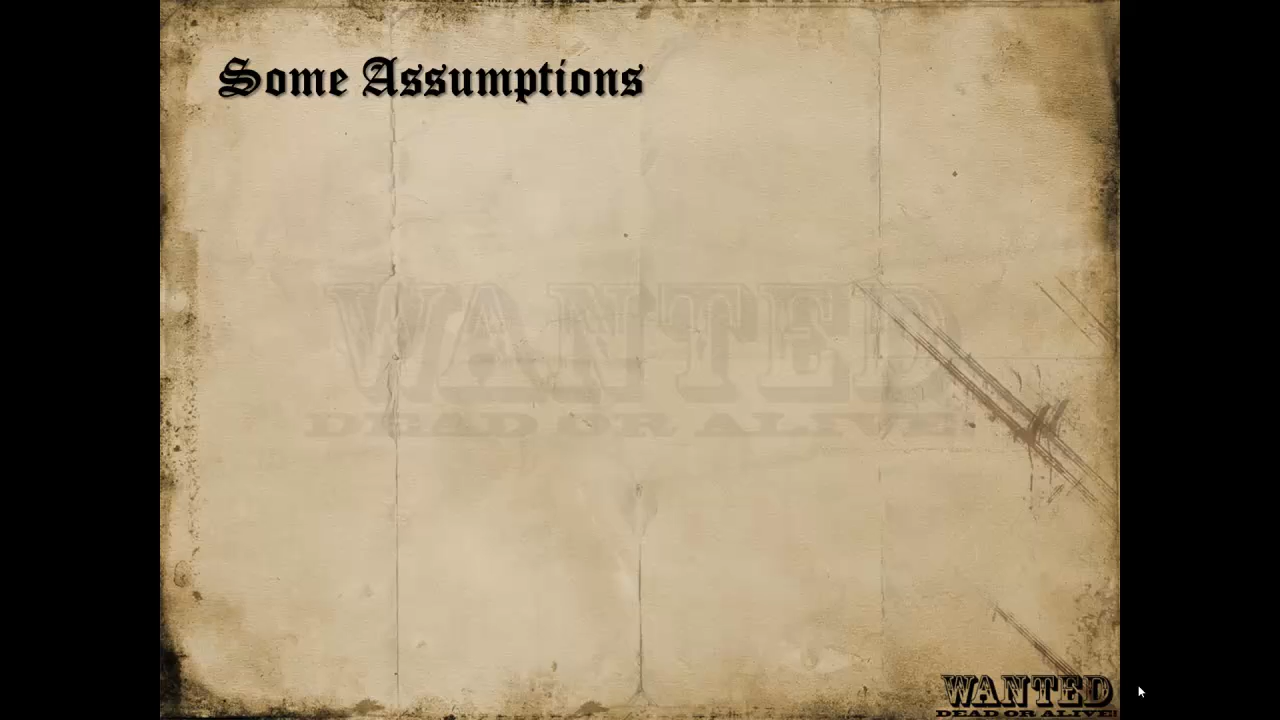 Some Assumptions
WANTED
DEAD OR ALIVE
WANTED
DEAD OR ALIVE!